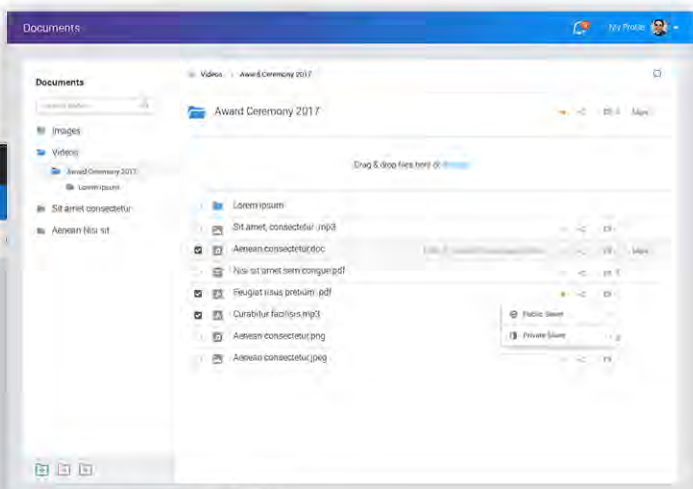 Documents
My Profile
Documents
Videos
Award Ceremony 2017
Images
Award Ceremony 2017
Videos
Drag & drop files here or
Award Ceremony 2017
Lorem ipsum
Lorem ipsum
Sit amet consectetur
Sit amet, consectetur .mp3
Aenean Nisi sit
Aenean consectetur.doc
Nisi sit amet sem congue.pdf
Feugiat risus pretium .pdf
Curabitur facilisis.mp3
Public Share
Private Share
Aenean consectetur.png
Aenean consectetur.jpeg